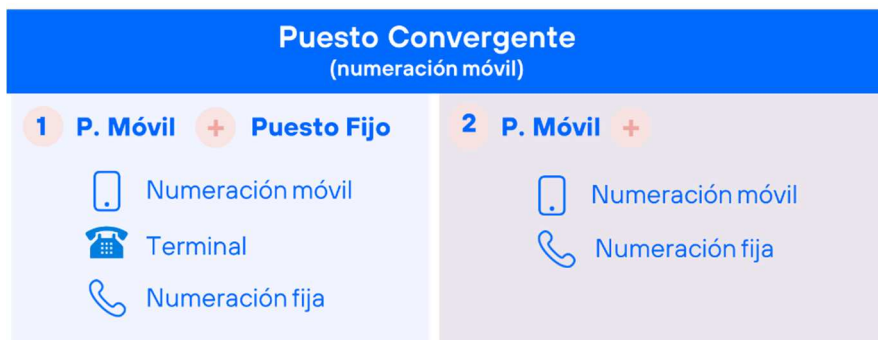 Puesto Convergente
(numeración móvil)
1 P. Móvil + Puesto Fijo
Numeración móvil
Terminal
Numeración fija
2 P. Móvil +
Numeración móvil
Numeración fija